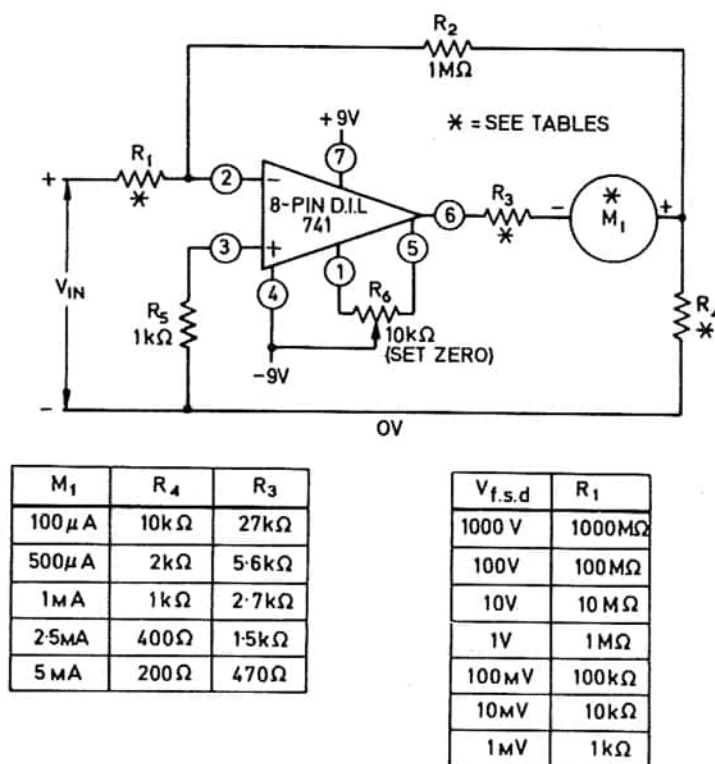 R2
1MΩ
+9V
* = SEE TABLES
R1
*
2
−
7
8-PIN D.I.L
741
6
R3
*
−
*
M1
+
3
+
5
4
1
R6
10kΩ
(SET ZERO)
−9V
+
VIN
−
R5
1kΩ
R4
*
0V
M1 R4 R3
100μA 10kΩ 27kΩ
500μA 2kΩ 5·6kΩ
1MA 1kΩ 2·7kΩ
2·5MA 400Ω 1·5kΩ
5MA 200Ω 470Ω
Vf.s.d R1
1000V 1000MΩ
100V 100MΩ
10V 10MΩ
1V 1MΩ
100MV 100kΩ
10MV 10kΩ
1MV 1kΩ